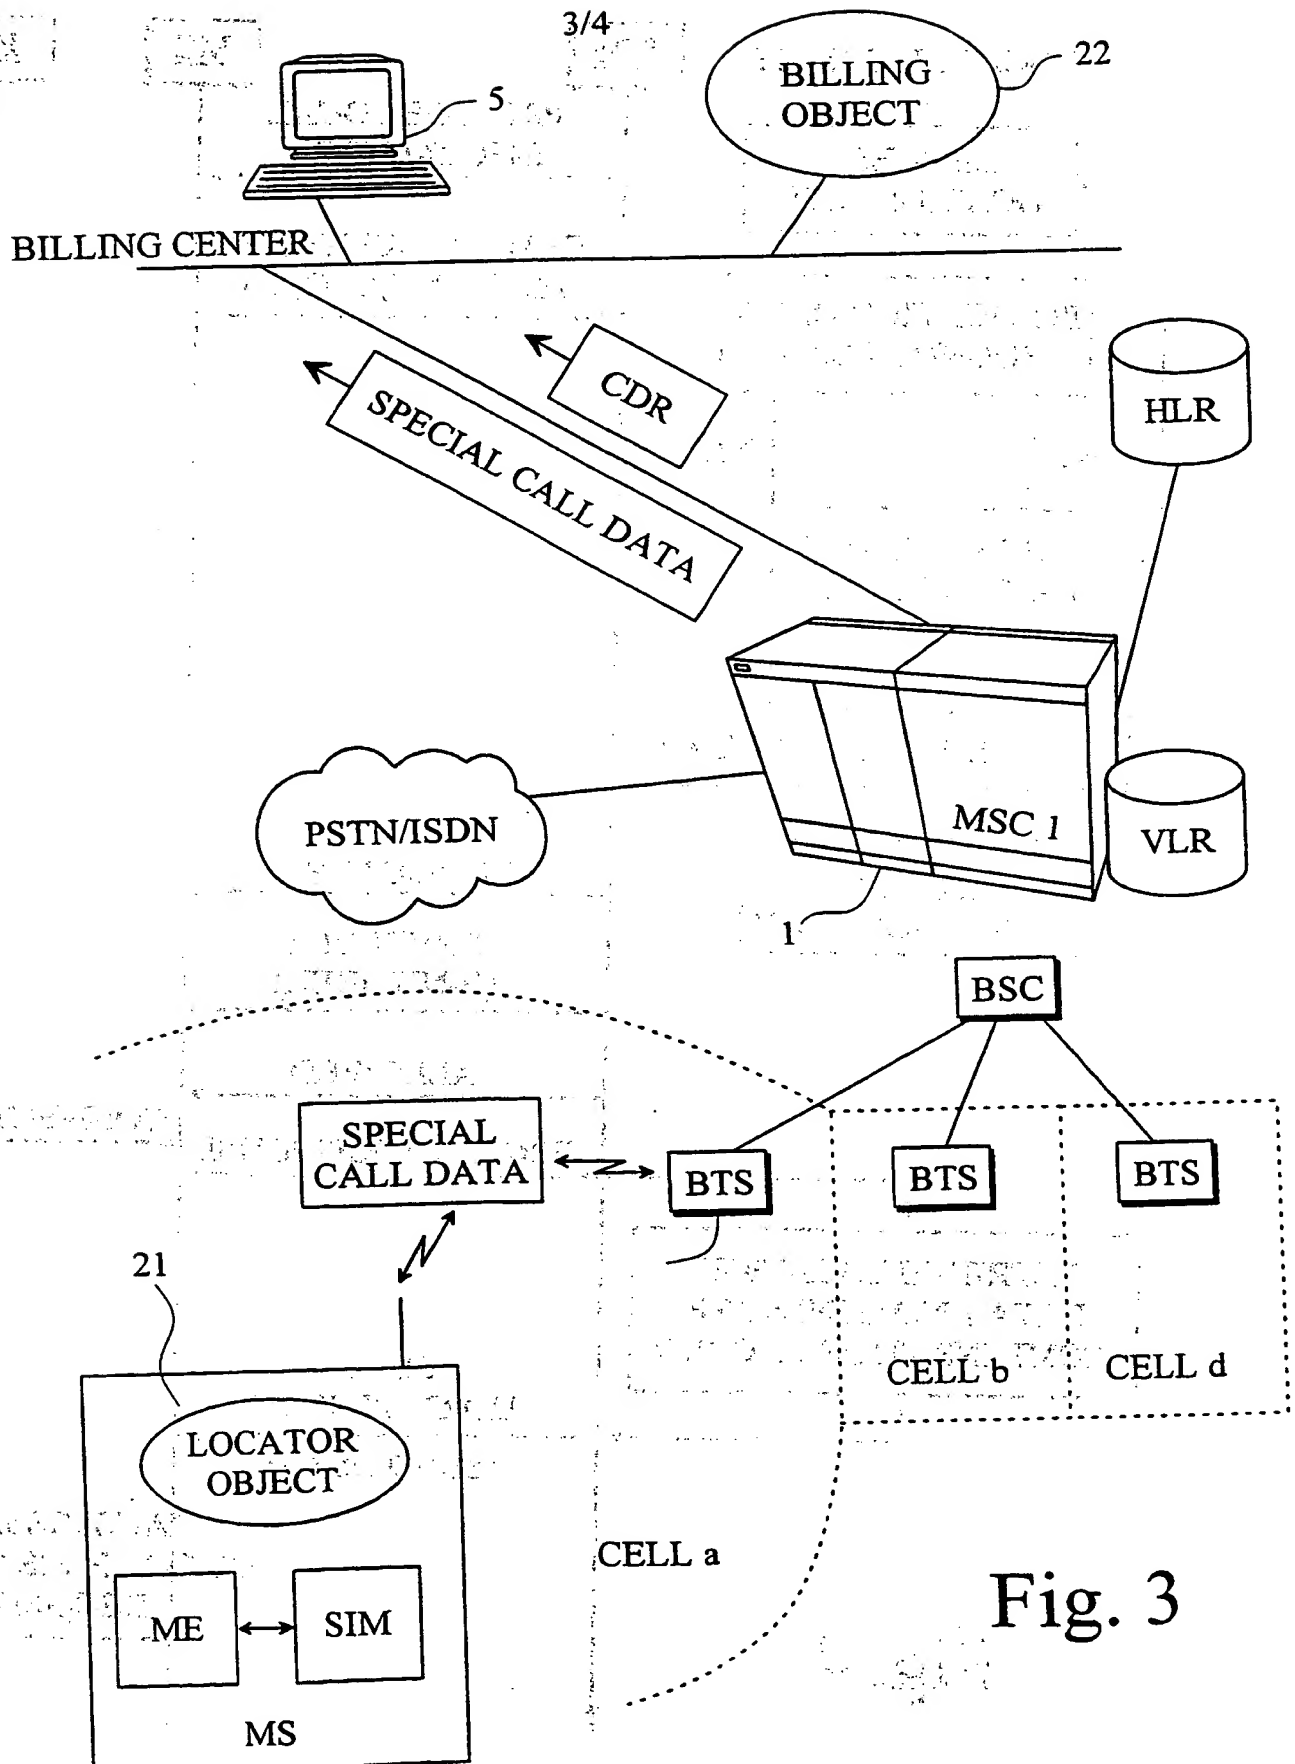 3/4
5
BILLING
OBJECT
22
BILLING CENTER
CDR
SPECIAL CALL DATA
HLR
MSC 1
VLR
PSTN/ISDN
1
BSC
SPECIAL
CALL DATA
BTS
BTS
BTS
21
CELL b
CELL d
LOCATOR
OBJECT
CELL a
ME
SIM
MS
Fig. 3